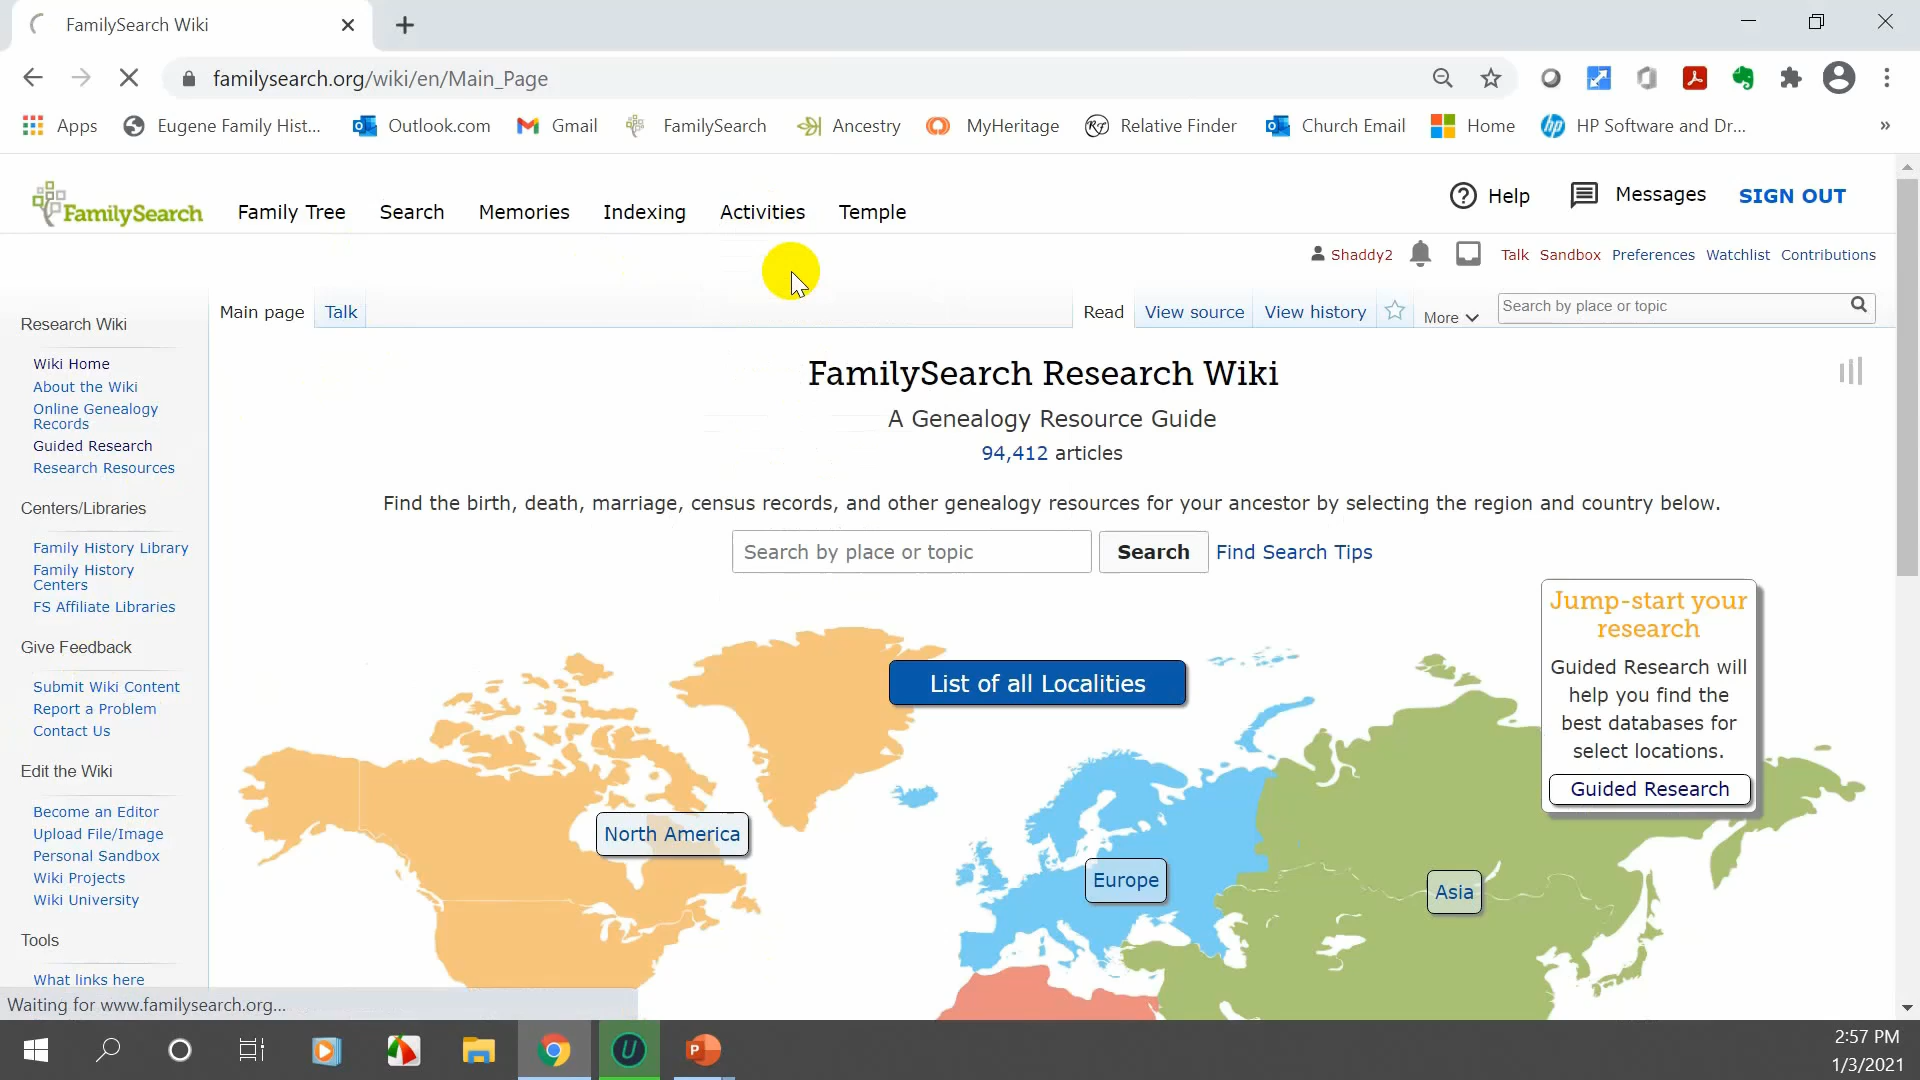 FamilySearch Wiki
familysearch.org/wiki/en/Main_Page
Apps
Eugene Family Hist...
Outlook.com
Gmail
FamilySearch
Ancestry
MyHeritage
RF
Relative Finder
Church Email
Home
hp
HP Software and Dr...
»
FamilySearch
Family Tree
Search
Memories
Indexing
Activities
Temple
Help
Messages
SIGN OUT
Shaddy2
Talk
Sandbox
Preferences
Watchlist
Contributions
Main page
Talk
Read
View source
View history
More
Search by place or topic
Research Wiki
Wiki Home
About the Wiki
Online Genealogy
Records
Guided Research
Research Resources
Centers/Libraries
Family History Library
Family History
Centers
FS Affiliate Libraries
Give Feedback
Submit Wiki Content
Report a Problem
Contact Us
Edit the Wiki
Become an Editor
Upload File/Image
Personal Sandbox
Wiki Projects
Wiki University
Tools
What links here
FamilySearch Research Wiki
A Genealogy Resource Guide
94,412 articles
Find the birth, death, marriage, census records, and other genealogy resources for your ancestor by selecting the region and country below.
Search by place or topic
Search
Find Search Tips
List of all Localities
Jump-start your
research
Guided Research will
help you find the
best databases for
select locations.
Guided Research
North America
Europe
Asia
Waiting for www.familysearch.org...
U
P
2:57 PM
1/3/2021